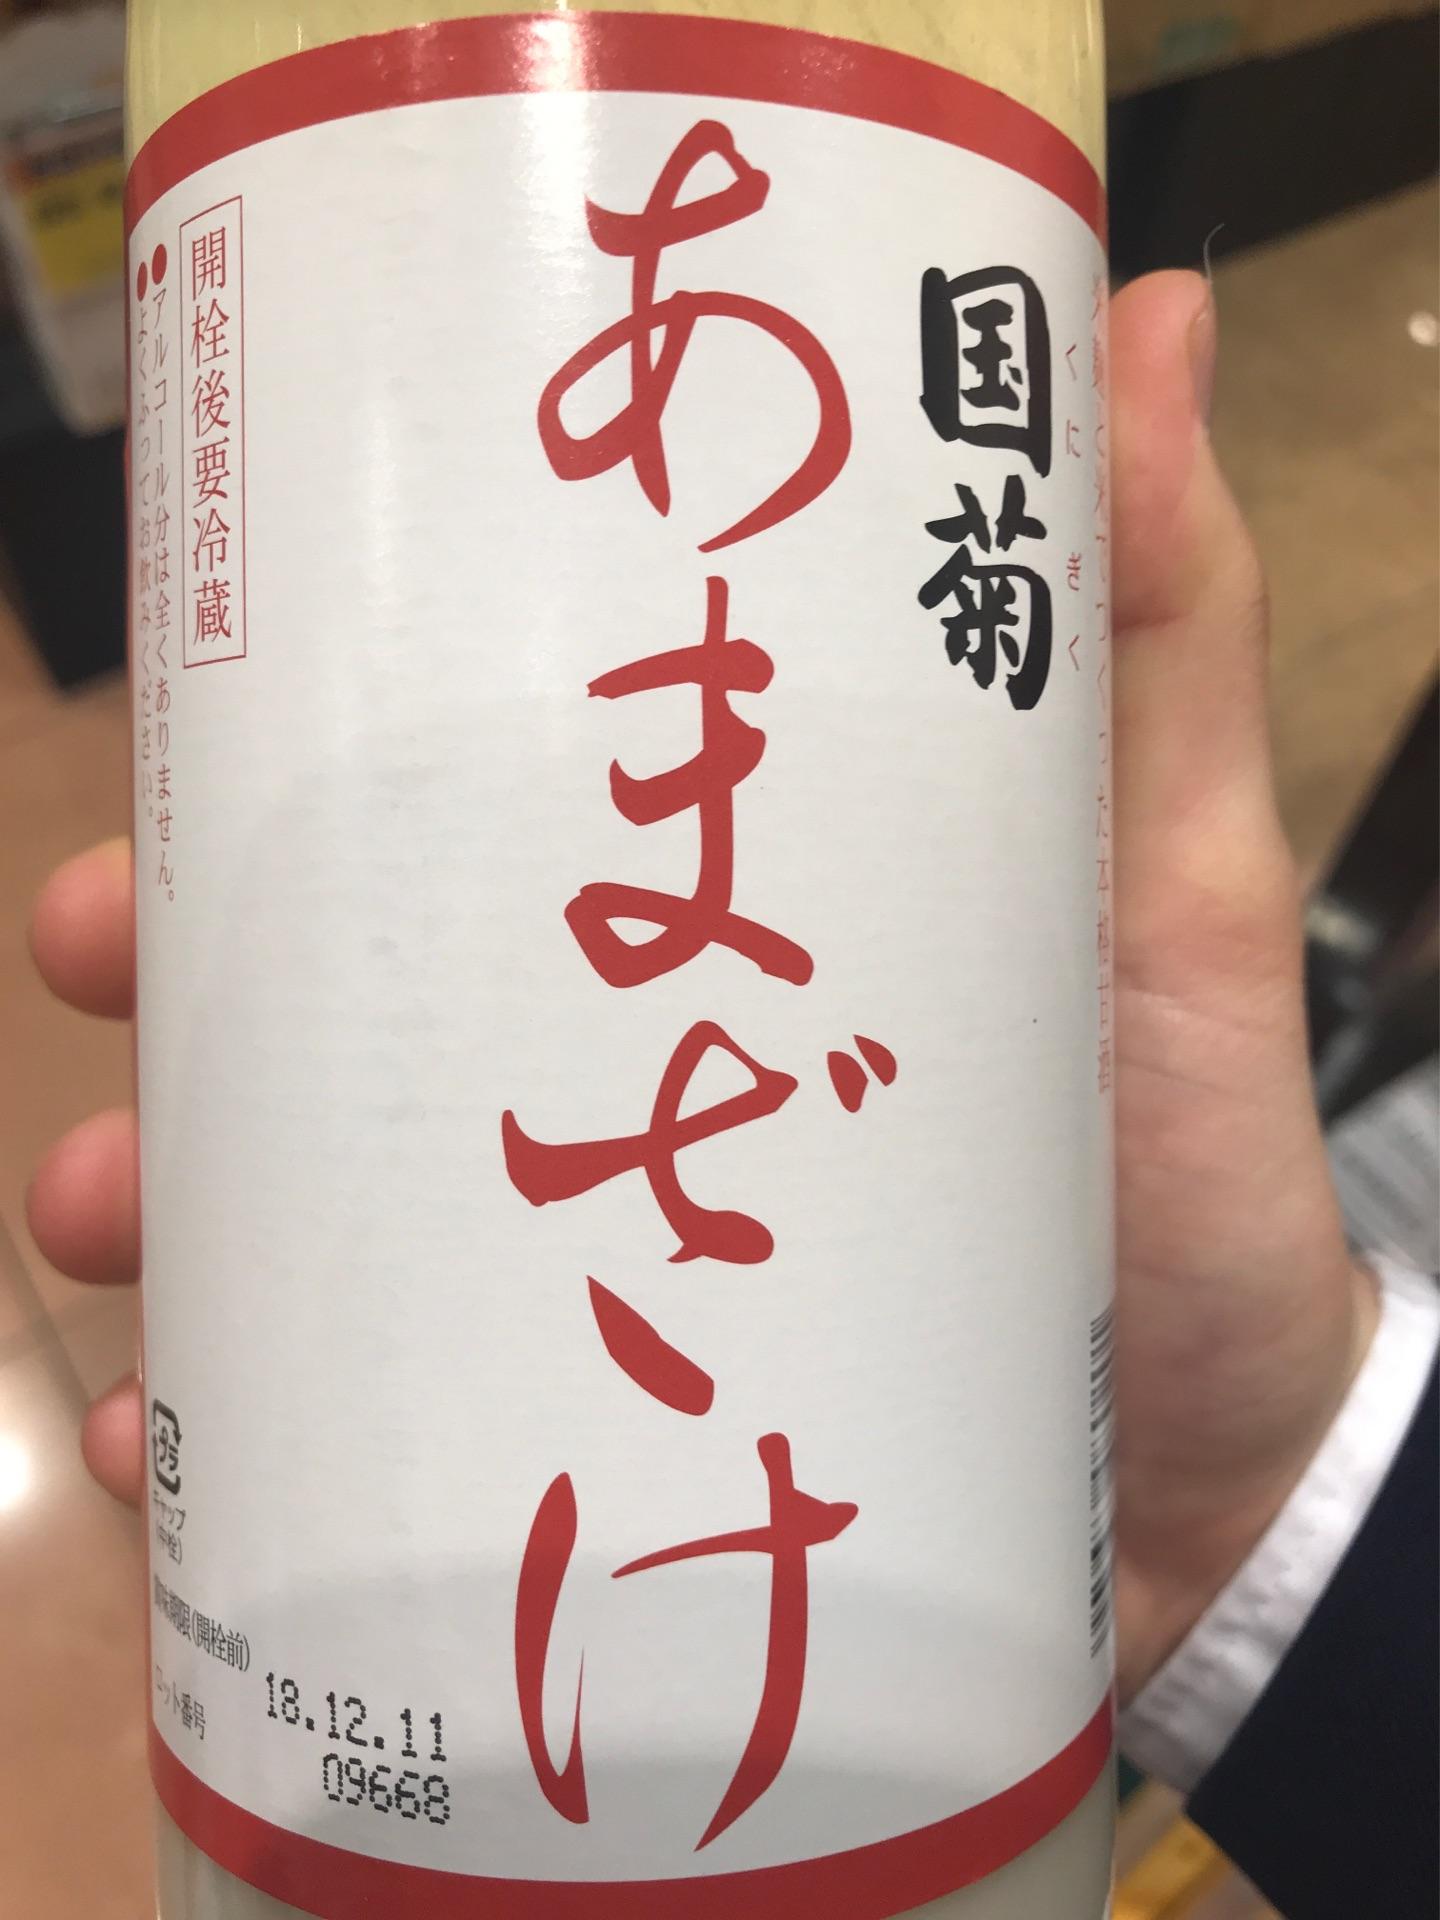 国菊
くにきく
あまざけ
開栓後要冷蔵
●アルコール分は全くありません。
●よくふってお飲みください。
プラ
キャップ
(中栓)
賞味期限(開栓前)
18.12.11
ロット番号
09668